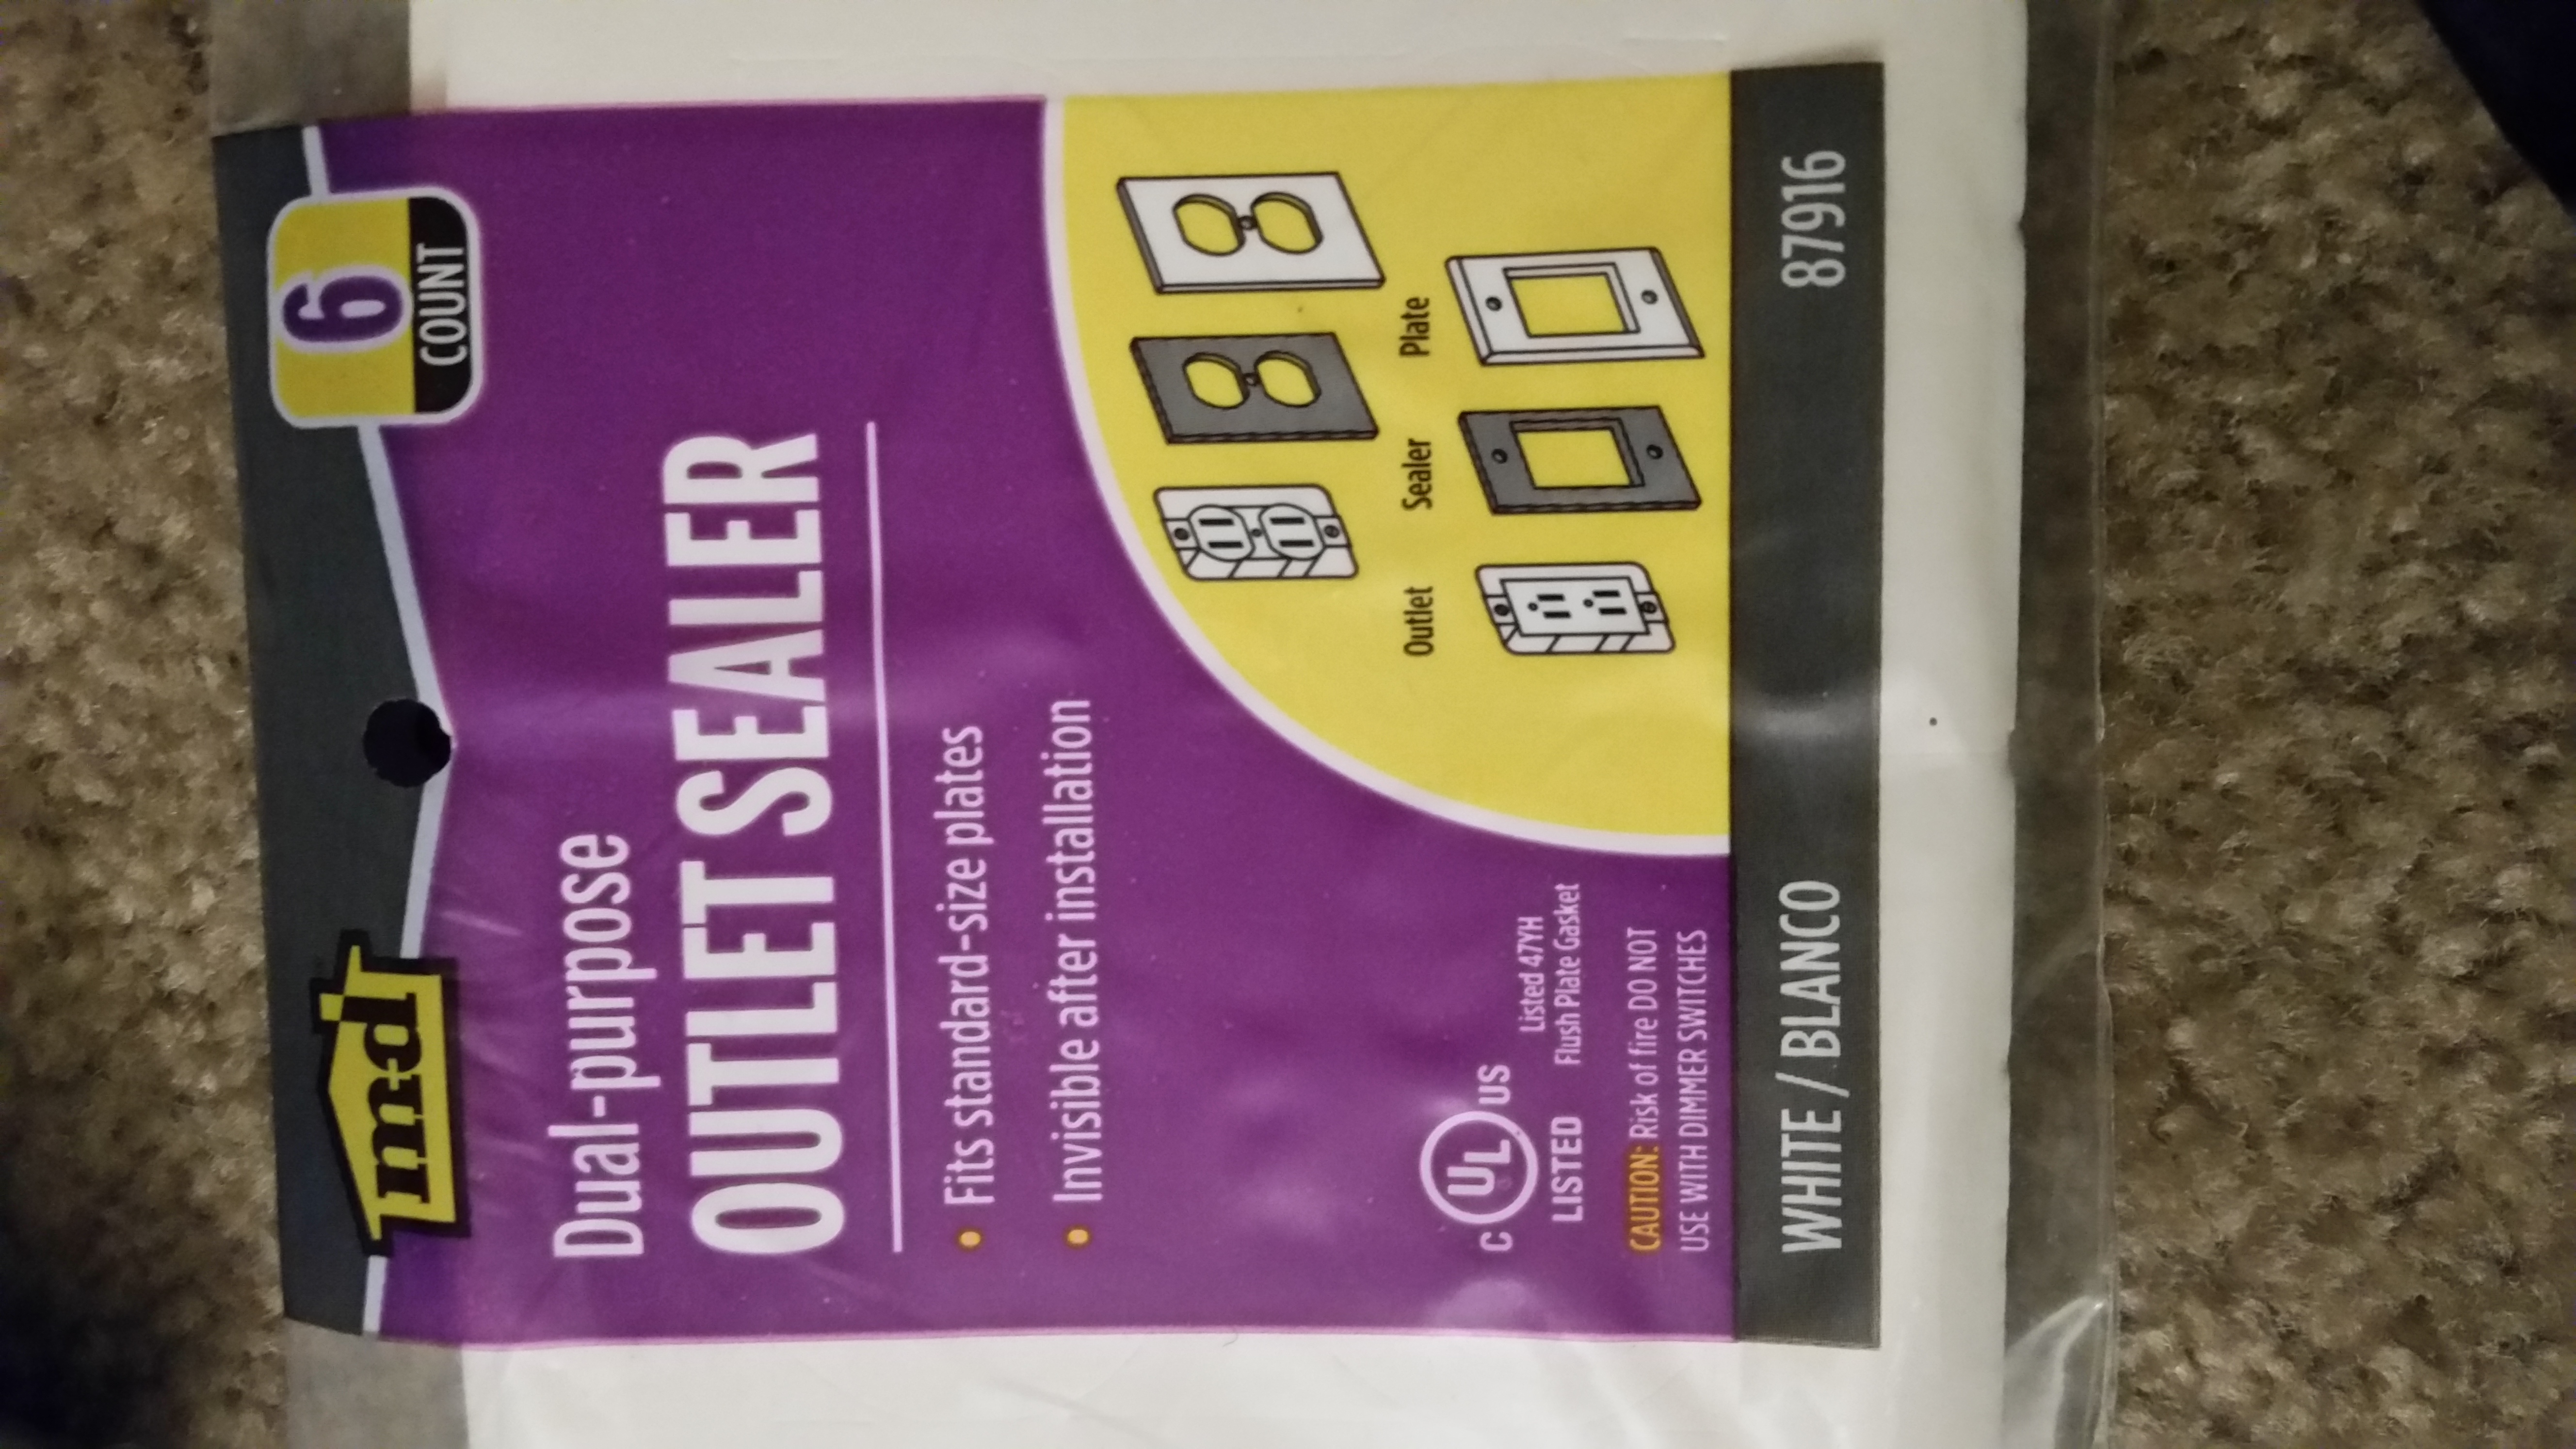 md
6
COUNT
Dual-purpose
OUTLET SEALER
• Fits standard-size plates
• Invisible after installation
Outlet Sealer Plate
C UL US
LISTED
Listed 47YH
Flush Plate Gasket
CAUTION: Risk of fire DO NOT
USE WITH DIMMER SWITCHES
WHITE / BLANCO 87916